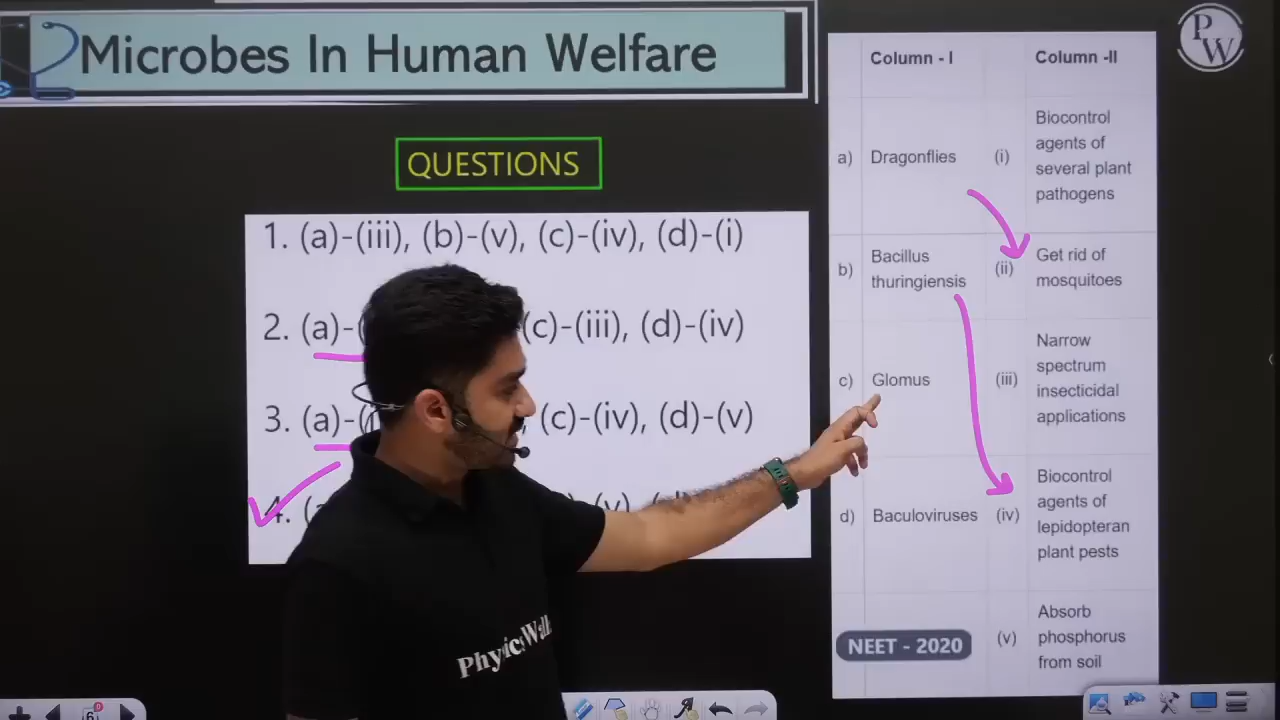 Microbes In Human Welfare
PW
QUESTIONS
1. (a)-(iii), (b)-(v), (c)-(iv), (d)-(i)
2. (a)-
(c)-(iii), (d)-(iv)
3. (a)-
(c)-(iv), (d)-(v)
4.
Column - I
Column -II
a) Dragonflies (i) Biocontrol
agents of
several plant
pathogens
b) Bacillus
thuringiensis
(ii) Get rid of
mosquitoes
c) Glomus (iii) Narrow
spectrum
insecticidal
applications
d) Baculoviruses (iv) Biocontrol
agents of
lepidopteran
plant pests
(v) Absorb
phosphorus
from soil
NEET - 2020
6